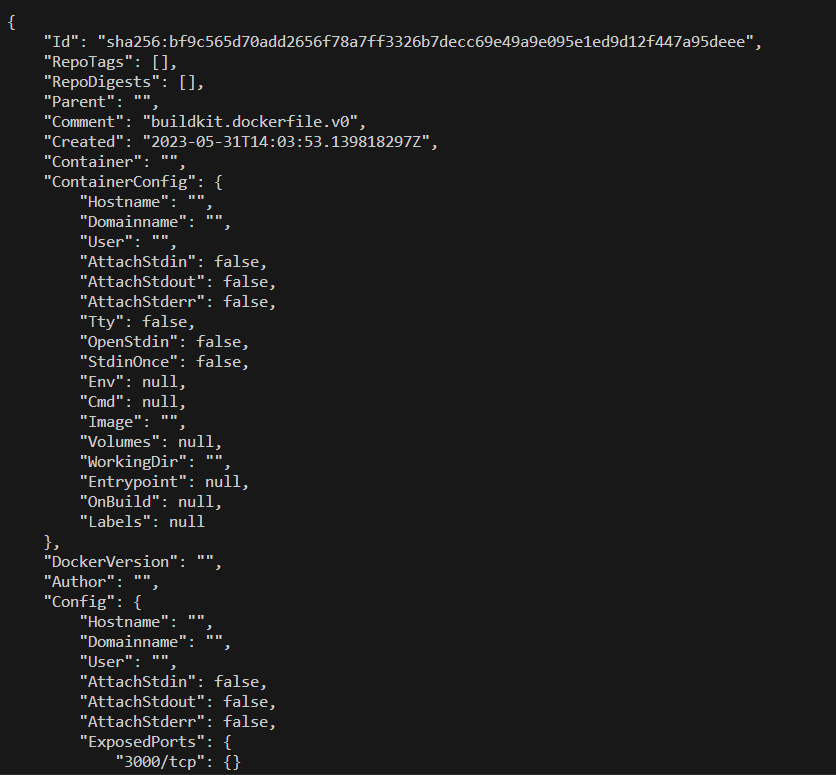 {
    "Id": "sha256:bf9c565d70add2656f78a7ff3326b7decc69e49a9e095e1ed9d12f447a95deee",
    "RepoTags": [],
    "RepoDigests": [],
    "Parent": "",
    "Comment": "buildkit.dockerfile.v0",
    "Created": "2023-05-31T14:03:53.139818297Z",
    "Container": "",
    "ContainerConfig": {
        "Hostname": "",
        "Domainname": "",
        "User": "",
        "AttachStdin": false,
        "AttachStdout": false,
        "AttachStderr": false,
        "Tty": false,
        "OpenStdin": false,
        "StdinOnce": false,
        "Env": null,
        "Cmd": null,
        "Image": "",
        "Volumes": null,
        "WorkingDir": "",
        "Entrypoint": null,
        "OnBuild": null,
        "Labels": null
    },
    "DockerVersion": "",
    "Author": "",
    "Config": {
        "Hostname": "",
        "Domainname": "",
        "User": "",
        "AttachStdin": false,
        "AttachStdout": false,
        "AttachStderr": false,
        "ExposedPorts": {
            "3000/tcp": {}